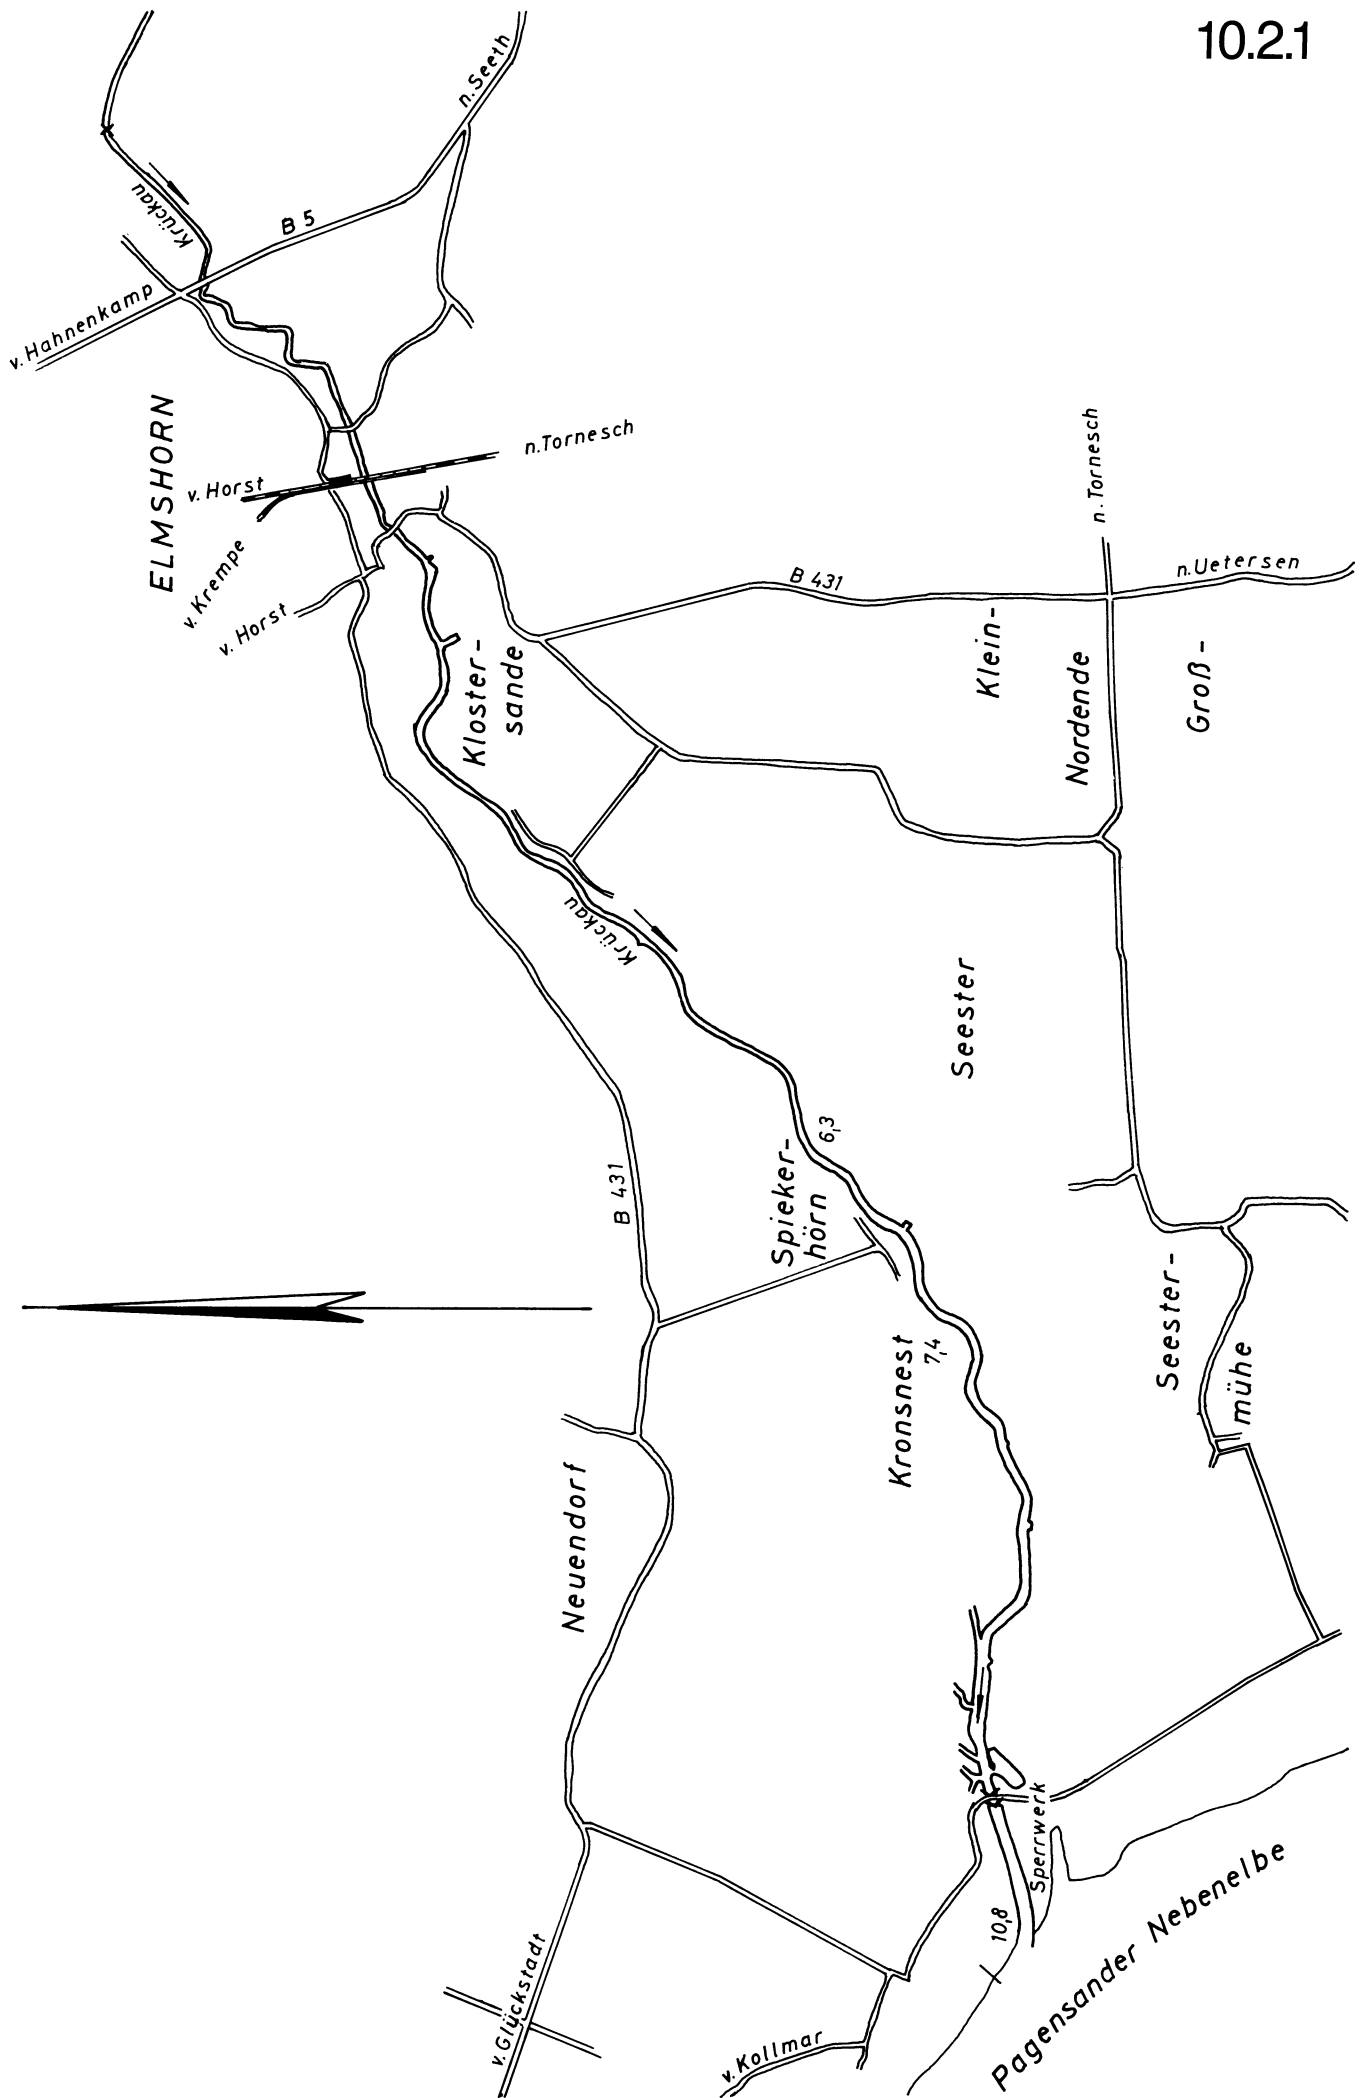 10.2.1
n. Seeth
Krückau
B 5
v. Hahnenkamp
ELMSHORN
v. Horst
n. Tornesch
v. Krempe
v. Horst
Kloster-
sande
B 431
n. Tornesch
n. Uetersen
Klein-
Nordende
Groß-
Krückau
Seester
6,3
B 431
Spieker-
hörn
Kronsnest
7,4
Seester-
mühe
Neuendorf
Sperrwerk
10,8
Pagensander Nebenelbe
v. Glückstadt
v. Kollmar